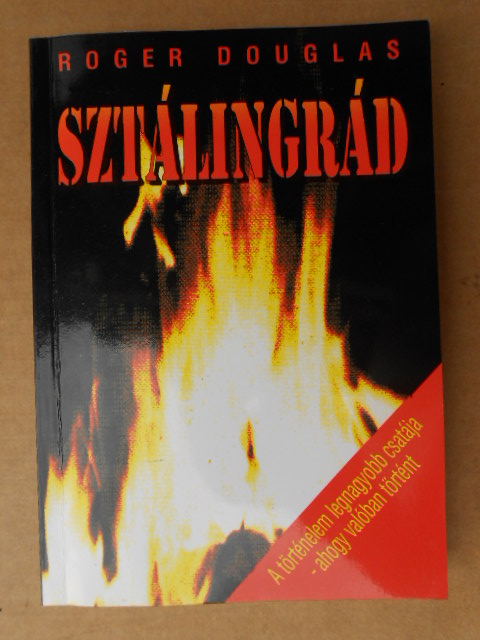 ROGER DOUGLAS
SZTÁLINGRÁD
A történelem legnagyobb csatája
- ahogy valóban történt